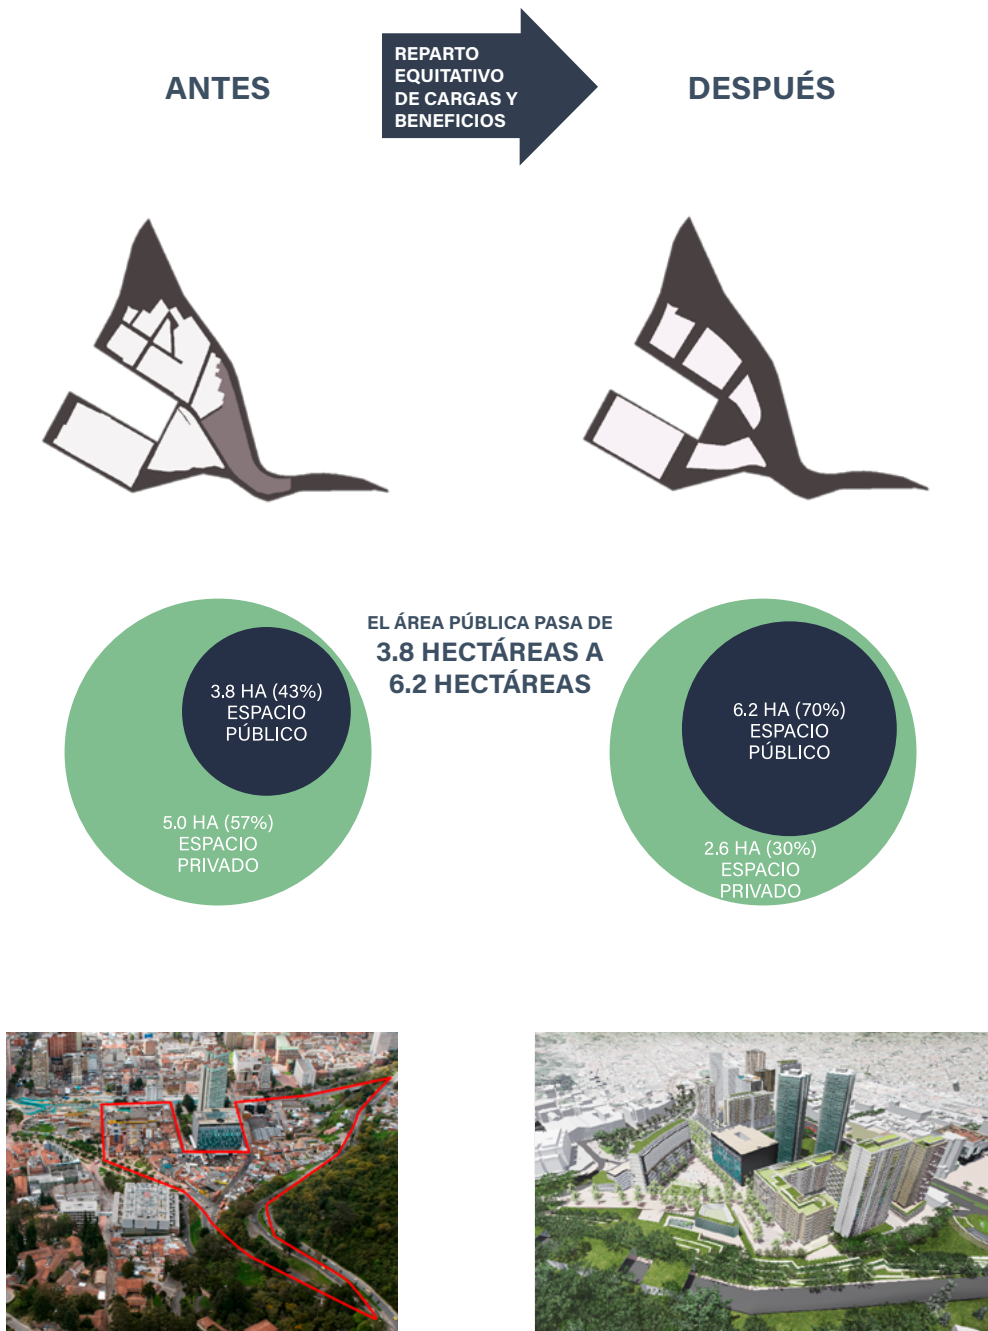 ANTES
REPARTO
EQUITATIVO
DE CARGAS Y
BENEFICIOS
DESPUÉS
EL ÁREA PÚBLICA PASA DE
3.8 HECTÁREAS A
6.2 HECTÁREAS
3.8 HA (43%)
ESPACIO
PÚBLICO
5.0 HA (57%)
ESPACIO
PRIVADO
6.2 HA (70%)
ESPACIO
PÚBLICO
2.6 HA (30%)
ESPACIO
PRIVADO